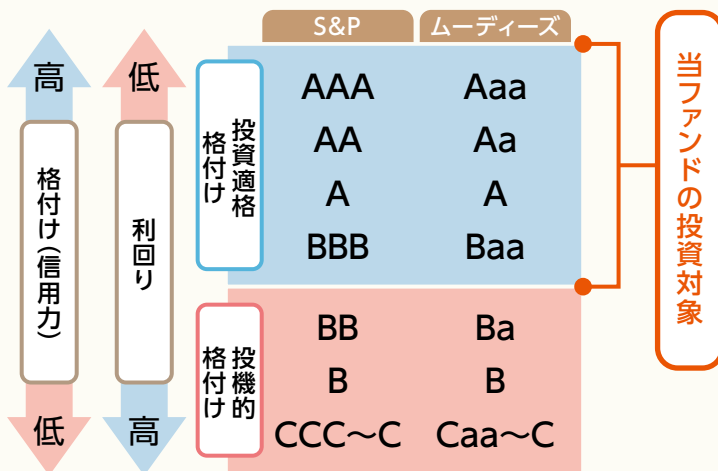 S&P ムーディーズ
高 低
格付け(信用力)
利回り
低 高
投資適格
格付け
AAA Aaa
AA Aa
A A
BBB Baa
投機的
格付け
BB Ba
B B
CCC～C Caa～C
当ファンドの投資対象